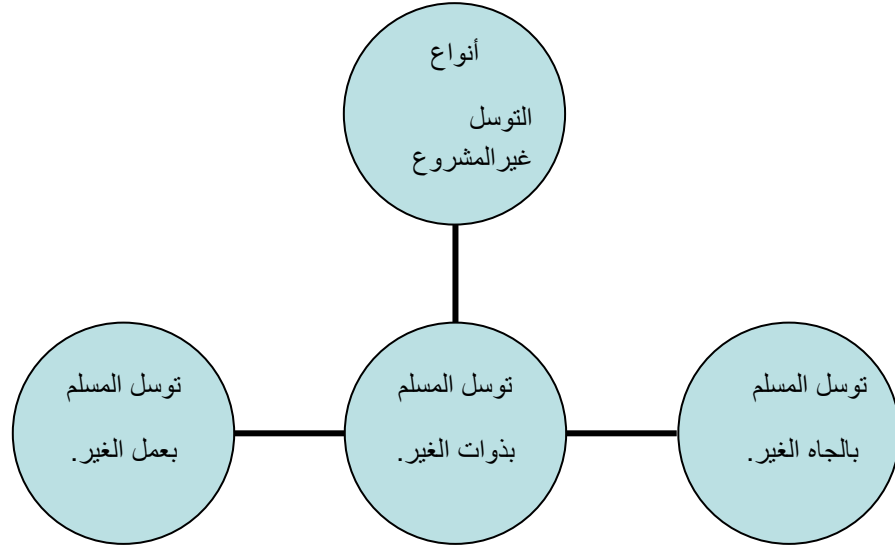 أنواع
التوسل
غيرالمشروع
توسل المسلم
بالجاه الغير.
توسل المسلم
بذوات الغير.
توسل المسلم
بعمل الغير.